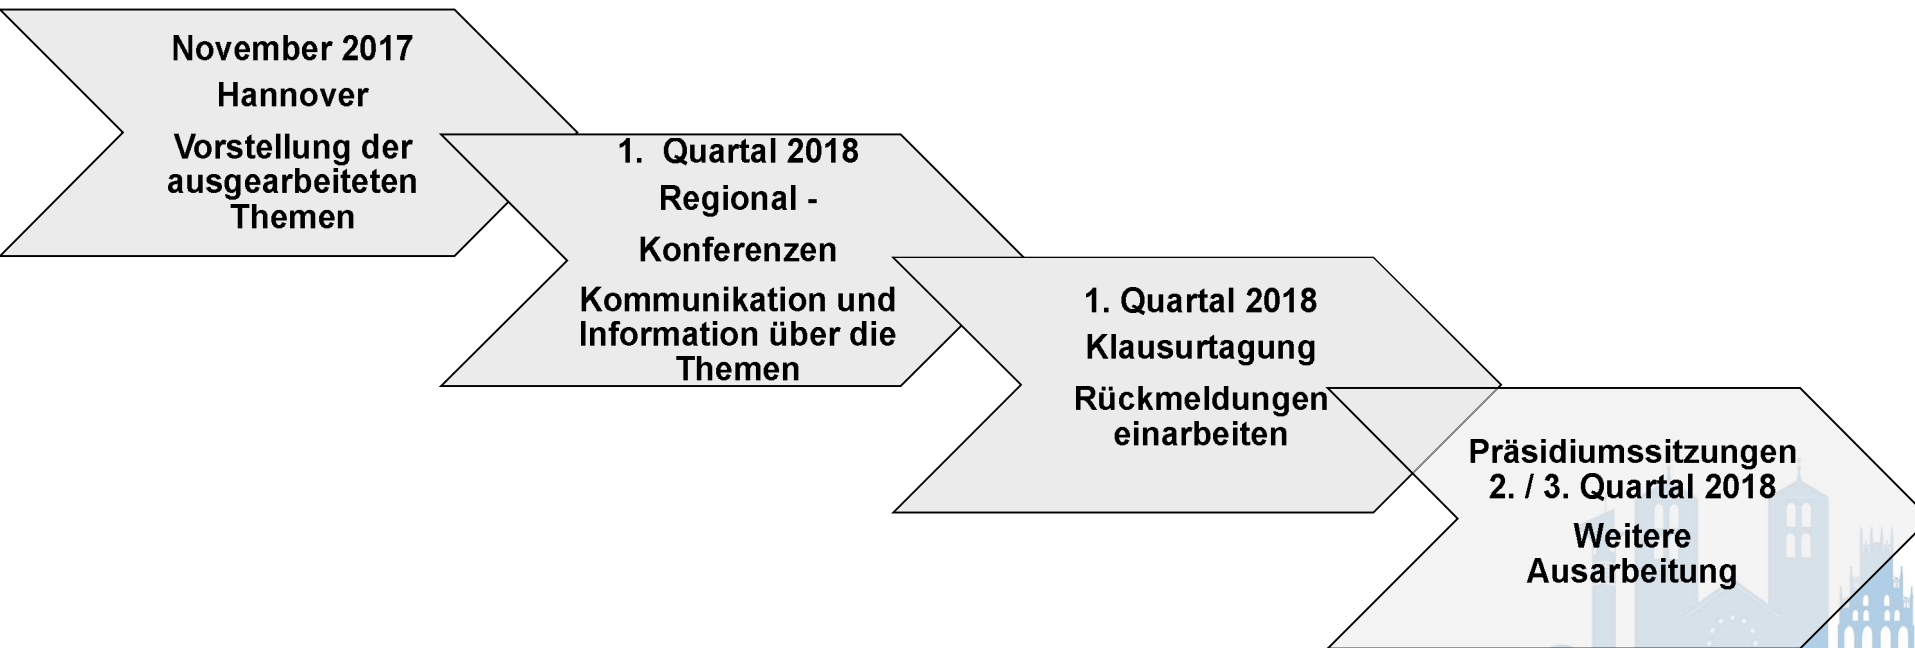 November 2017
Hannover
Vorstellung der
ausgearbeiteten
Themen
1. Quartal 2018
Regional -
Konferenzen
Kommunikation und
Information über die
Themen
1. Quartal 2018
Klausurtagung
Rückmeldungen
einarbeiten
Präsidiumssitzungen
2. / 3. Quartal 2018
Weitere
Ausarbeitung